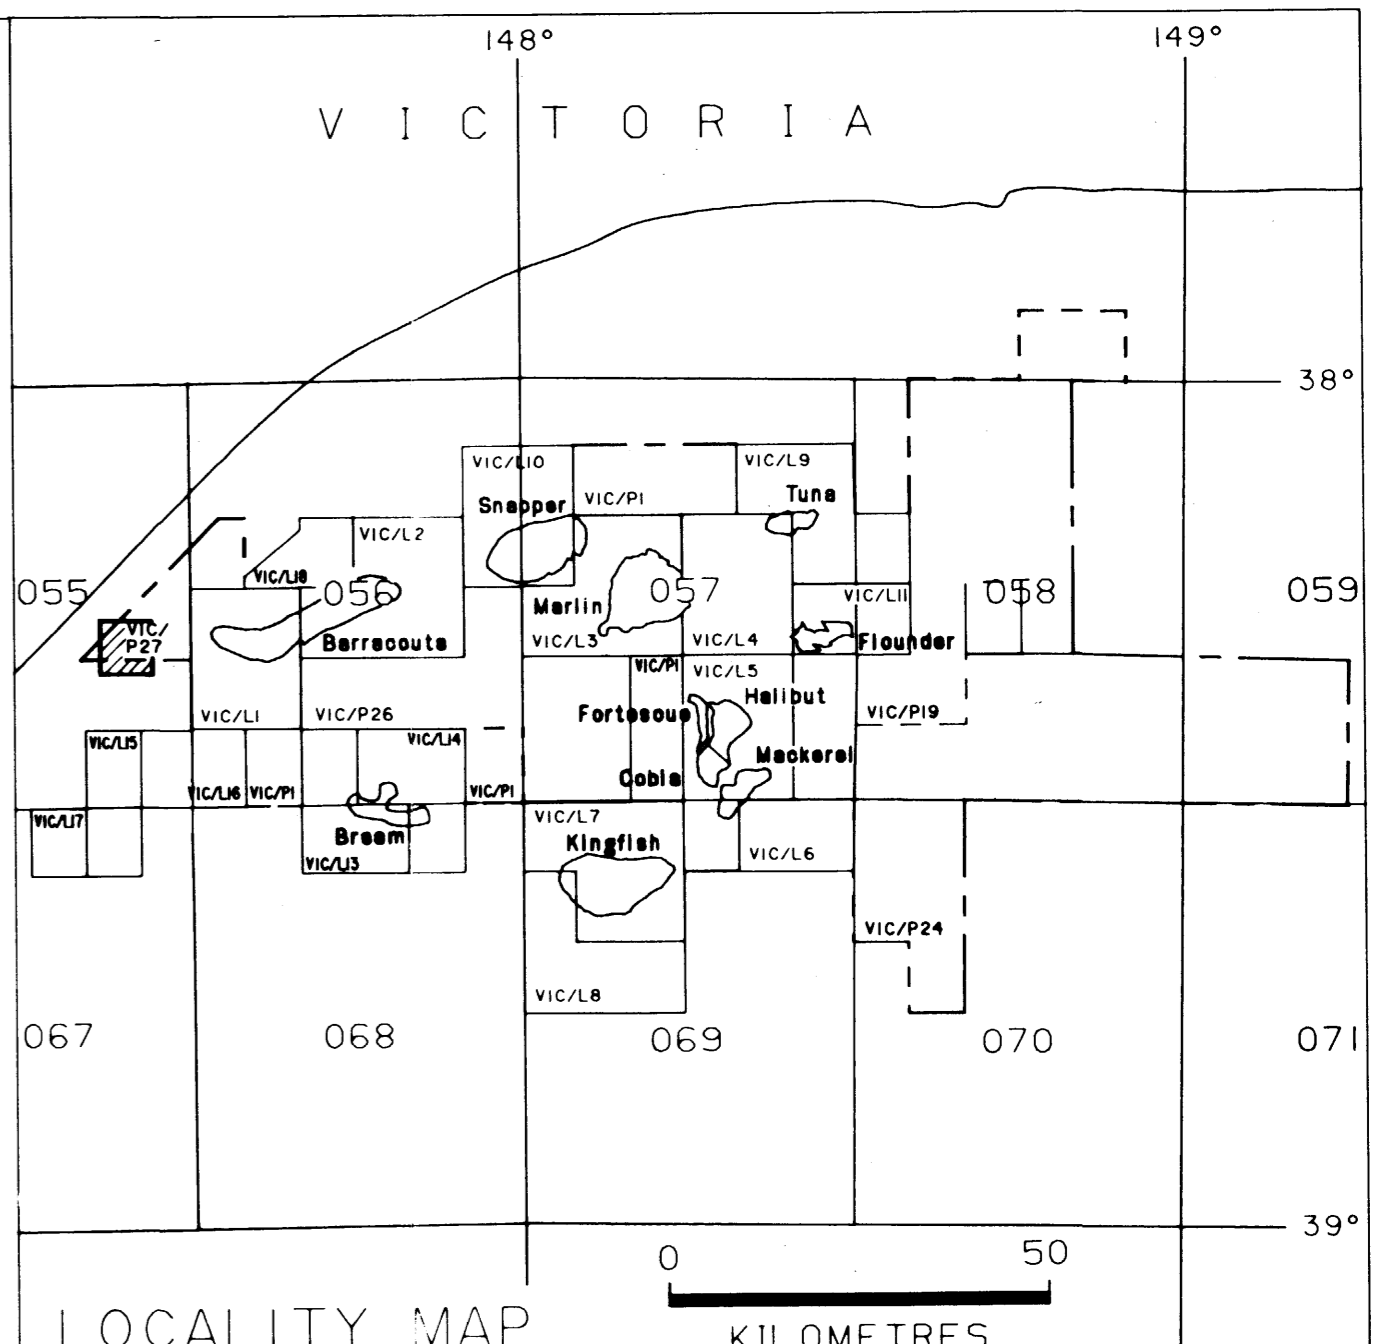 148°
149°
VICTORIA
38°
VIC/L10
VIC/L9
Snapper
VIC/P1
Tuna
VIC/L2
VIC/L18
055
056
057
058
059
VIC/L11
Marlin
VIC/
P27
Barracouta
VIC/L3
VIC/L4
Flounder
VIC/P1
VIC/L5
Halibut
VIC/L1
VIC/P26
Fortescue
VIC/P19
VIC/L15
VIC/L14
Mackerel
Cobia
VIC/L16
VIC/P1
VIC/P1
VIC/L17
VIC/L7
Bream
Kingfish
VIC/L13
VIC/L6
VIC/P24
VIC/L8
067
068
069
070
071
39°
0
50
LOCALITY MAP
KILOMETRES